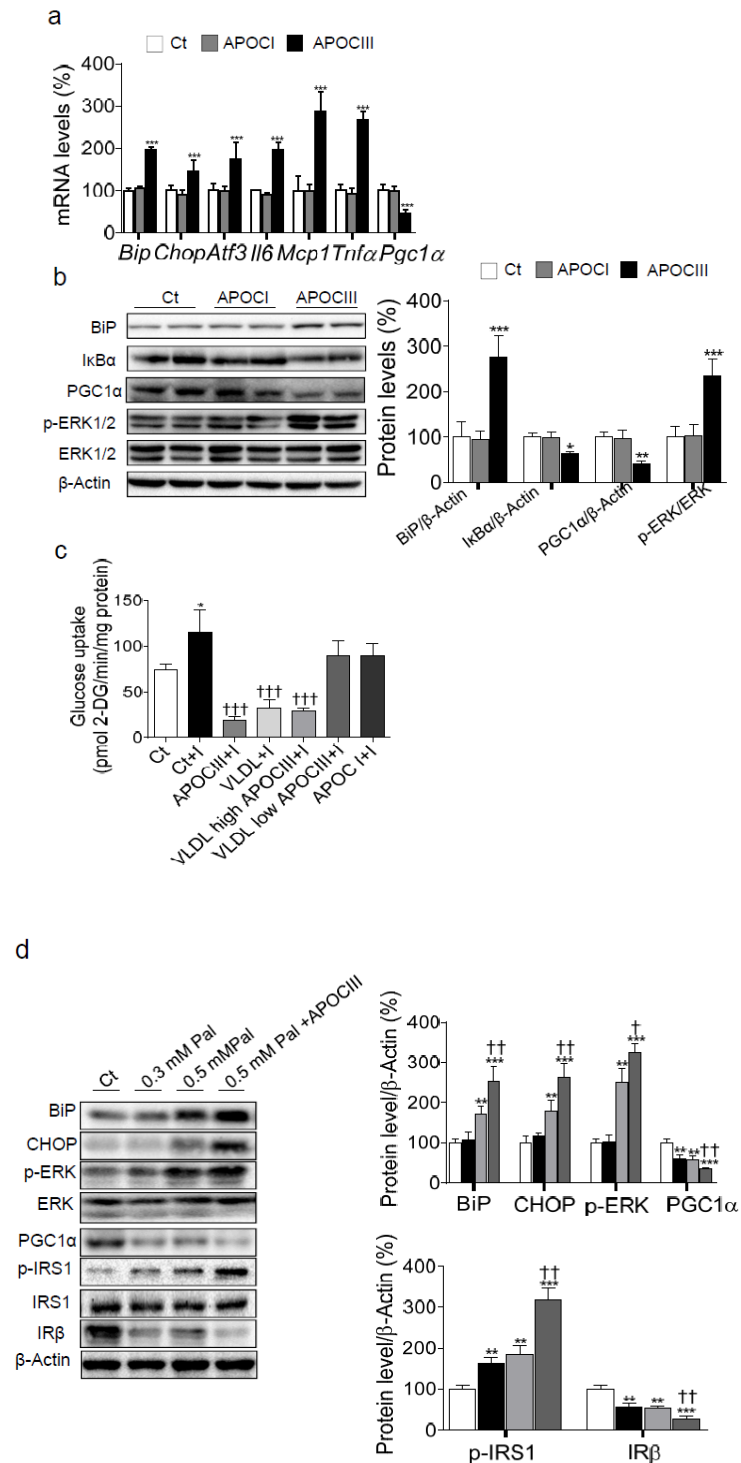 a
Ct APOCI APOCIII
mRNA levels (%)
400
300
200
100
0
*** *** *** *** *** *** ***
Bip Chop Atf3 Il6 Mcp1 Tnfα Pgc1α
b
Ct APOCI APOCIII
BiP
IκBα
PGC1α
p-ERK1/2
ERK1/2
β-Actin
Ct APOCI APOCIII
Protein levels (%)
400
300
200
100
0
*** * ** ***
BiP/β-Actin
IκBα/β-Actin
PGC1α/β-Actin
p-ERK/ERK
c
Glucose uptake
(pmol 2-DG/min/mg protein)
150
100
50
0
* ††† ††† †††
Ct
Ct+I
APOCIII+I
VLDL+I
VLDL high APOCIII+I
VLDL low APOCIII+I
APOC I+I
d
Ct
0.3 mM Pal
0.5 mMPal
0.5 mM Pal +APOCIII
BiP
CHOP
p-ERK
ERK
PGC1α
p-IRS1
IRS1
IRβ
β-Actin
Protein level/β-Actin (%)
400
300
200
100
0
** †† *** ** †† *** ** † *** ** ** †† ***
BiP CHOP p-ERK PGC1α
Protein level/β-Actin (%)
400
300
200
100
0
** ** †† *** ** ** †† ***
p-IRS1 IRβ